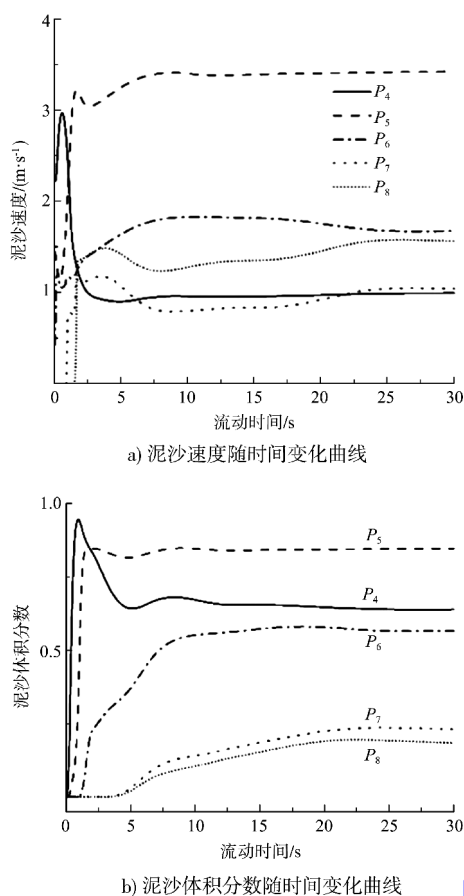 4
3
2
1
泥沙速度/(m·s⁻¹)
P₄
P₅
P₆
P₇
P₈
0 5 10 15 20 25 30
流动时间/s
a) 泥沙速度随时间变化曲线
1.0
0.5
泥沙体积分数
P₅
P₄
P₆
P₇
P₈
0 5 10 15 20 25 30
流动时间/s
b) 泥沙体积分数随时间变化曲线